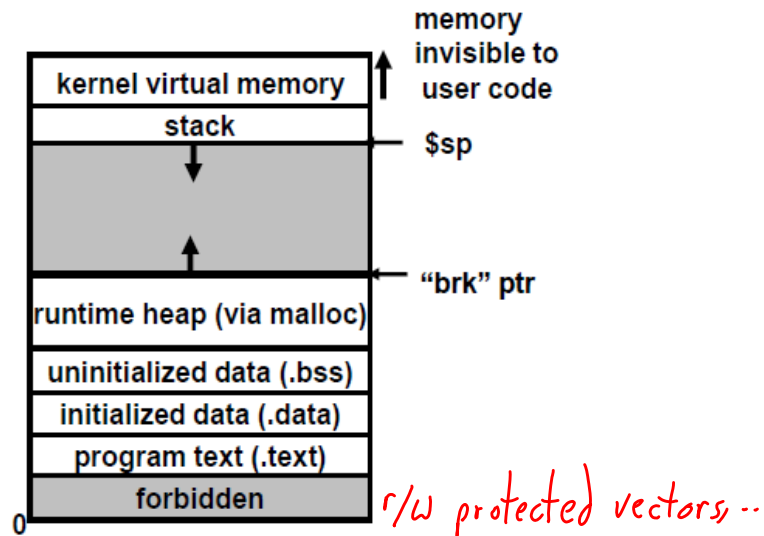 memory
invisible to
user code
kernel virtual memory
stack
$sp
“brk” ptr
runtime heap (via malloc)
uninitialized data (.bss)
initialized data (.data)
program text (.text)
forbidden
r/w protected vectors, ..
0